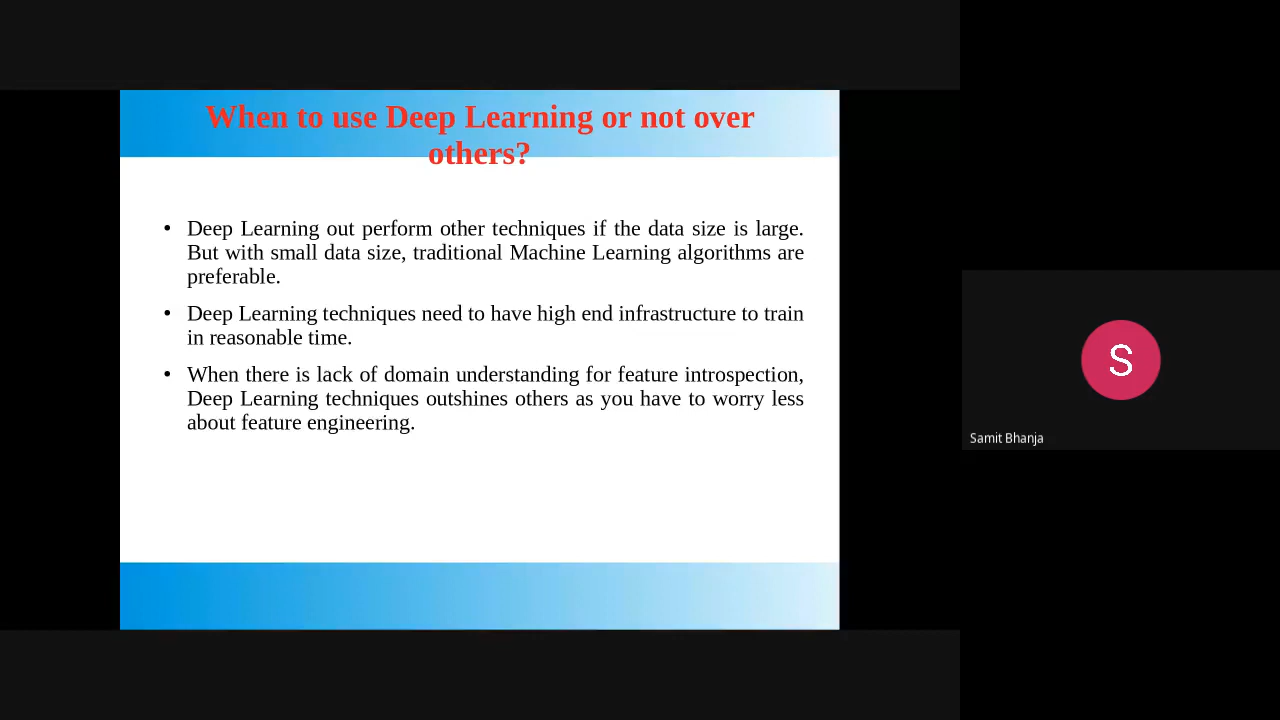 When to use Deep Learning or not over
others?
• Deep Learning out perform other techniques if the data size is large.
But with small data size, traditional Machine Learning algorithms are
preferable.
• Deep Learning techniques need to have high end infrastructure to train
in reasonable time.
• When there is lack of domain understanding for feature introspection,
Deep Learning techniques outshines others as you have to worry less
about feature engineering.
S
Samit Bhanja